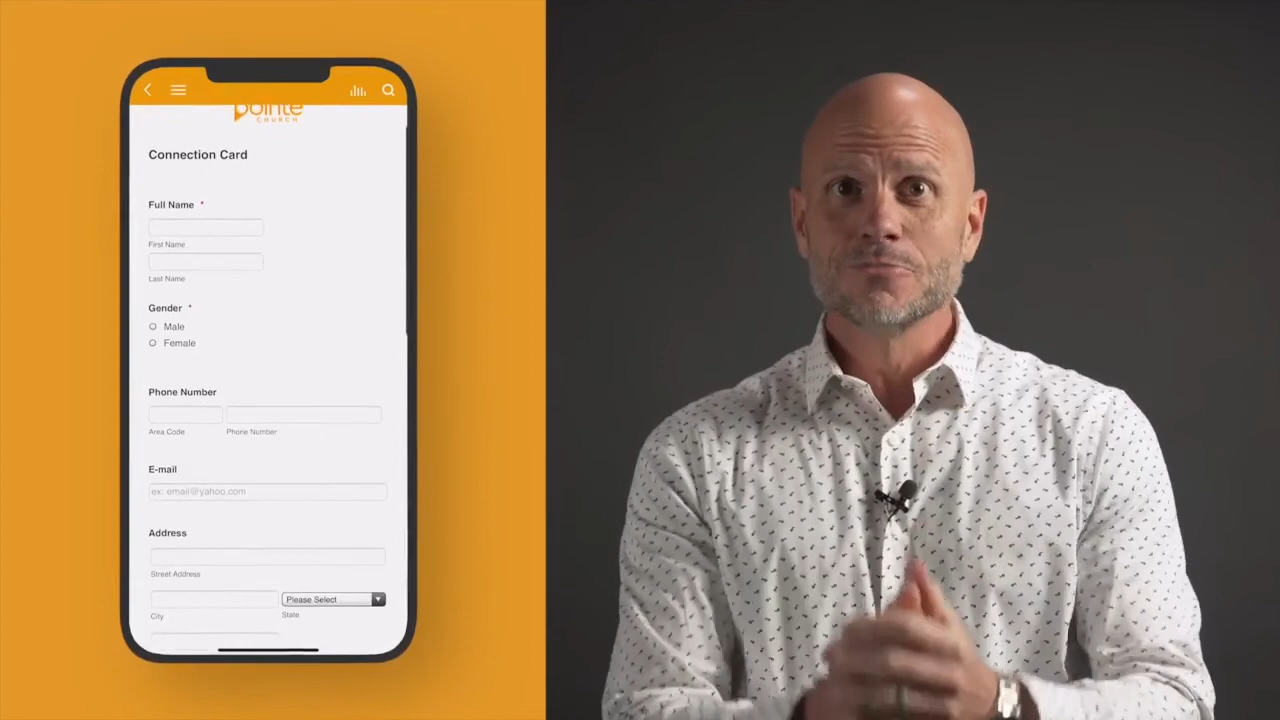 pointe
CHURCH
Connection Card
Full Name *
First Name
Last Name
Gender *
Male
Female
Phone Number
Area Code Phone Number
E-mail
ex: email@yahoo.com
Address
Street Address
Please Select
City State